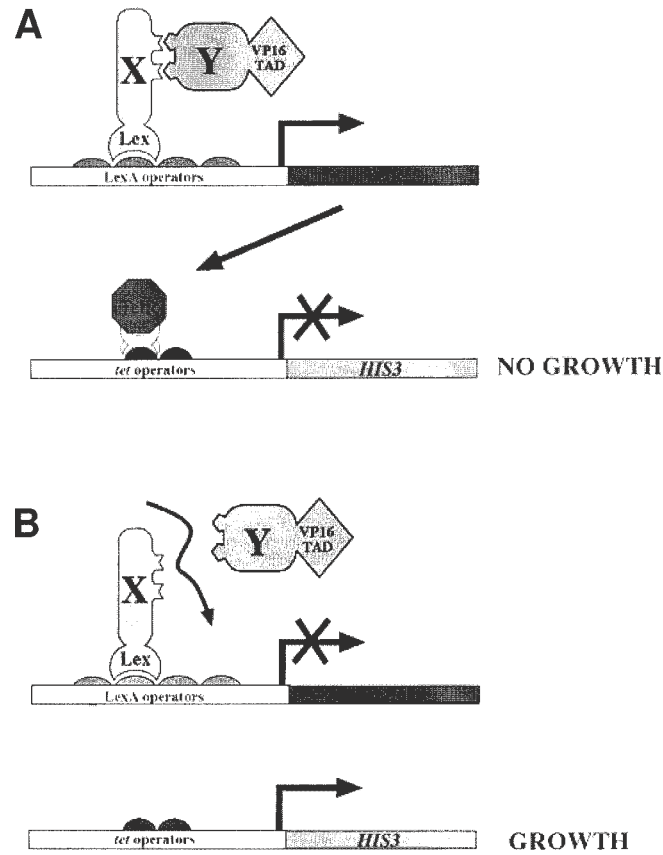 A
X
Y
VP16
TAD
Lex
LexA operators
tet operators
HIS3
NO GROWTH
B
X
Y
VP16
TAD
Lex
LexA operators
tet operators
HIS3
GROWTH